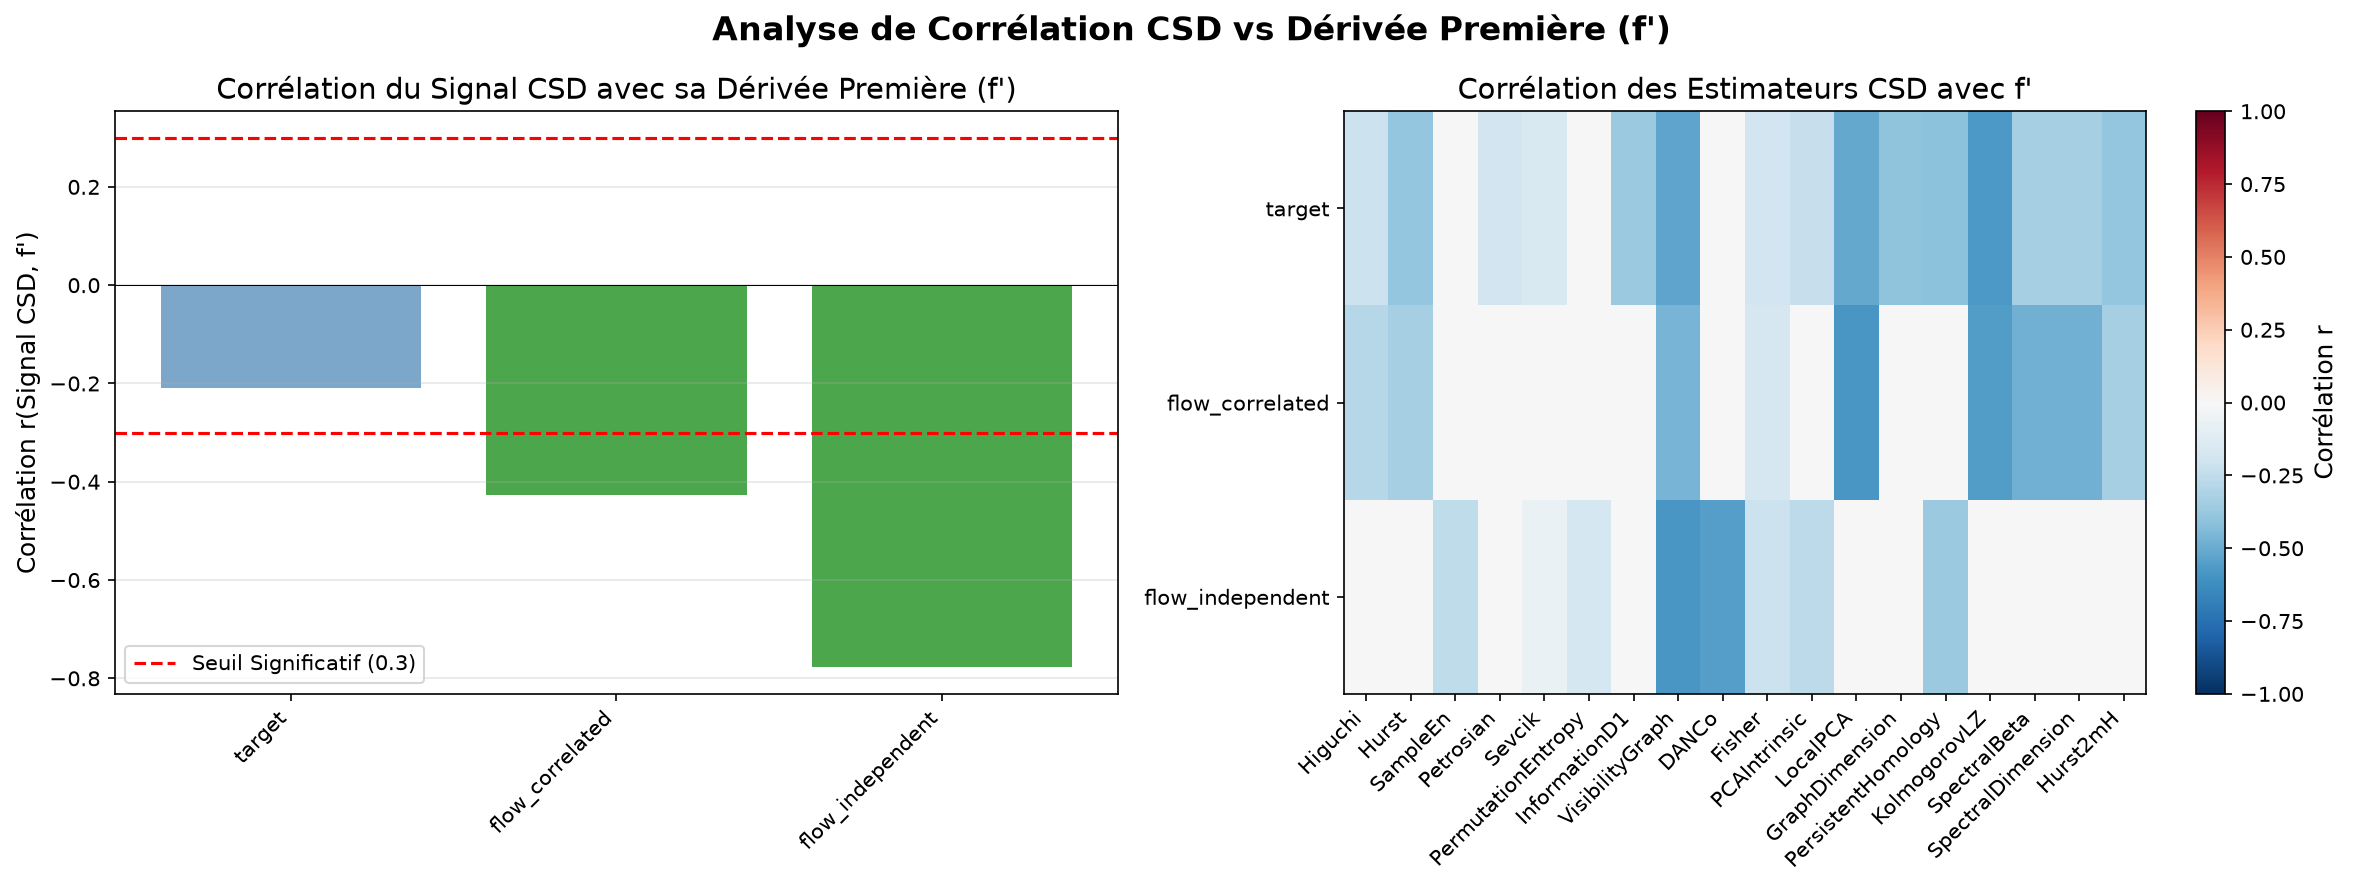 Analyse de Corrélation CSD vs Dérivée Première (f')
Corrélation du Signal CSD avec sa Dérivée Première (f')
Corrélation r(Signal CSD, f')
0.2
0.0
−0.2
−0.4
−0.6
−0.8
Seuil Significatif (0.3)
target
flow_correlated
flow_independent
Corrélation des Estimateurs CSD avec f'
target
flow_correlated
flow_independent
Higuchi
Hurst
SampleEn
Petrosian
Sevcik
PermutationEntropy
InformationD1
VisibilityGraph
DANCo
Fisher
PCAIntrinsic
LocalPCA
GraphDimension
PersistentHomology
KolmogorovLZ
SpectralBeta
SpectralDimension
Hurst2mH
1.00
0.75
0.50
0.25
0.00
−0.25
−0.50
−0.75
−1.00
Corrélation r